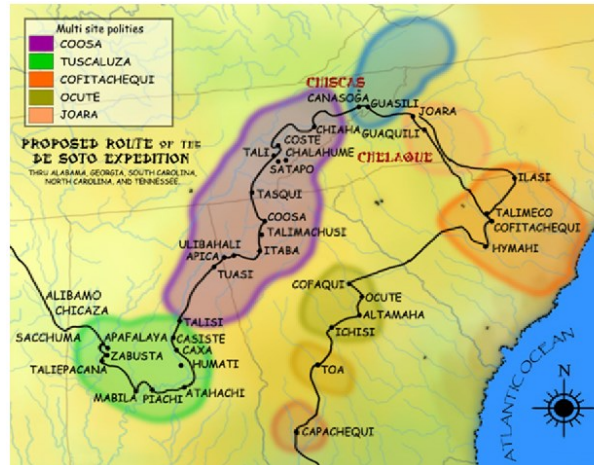 Multi site polities
COOSA
TUSCALUZA
COFITACHEQUI
OCUTE
JOARA
PROPOSED ROUTE OF THE
DE SOTO EXPEDITION
THRU ALABAMA, GEORGIA, SOUTH CAROLINA,
NORTH CAROLINA, AND TENNESSEE.
CHISCAS
CANASOGA
GUASILI
JOARA
CHIAHA
GUAQUILI
COSTE
TALI
CHALAHUME
SATAPO
CHELAQUE
ILASI
TASQUI
TALIMECO
COFITACHEQUI
COOSA
TALIMACHUSI
HYMAHI
ULIBAHALI
APICA
ITABA
TUASI
COFAQUI
OCUTE
ALTAMAHA
ALIBAMO
CHICAZA
TALISI
ICHISI
SACCHUMA
APAFALAYA
CASISTE
ZABUSTA
CAXA
HUMATI
TALIEPACANA
TOA
MABILA
PIACHI
ATAHACHI
CAPACHEQUI
ATLANTIC OCEAN
N